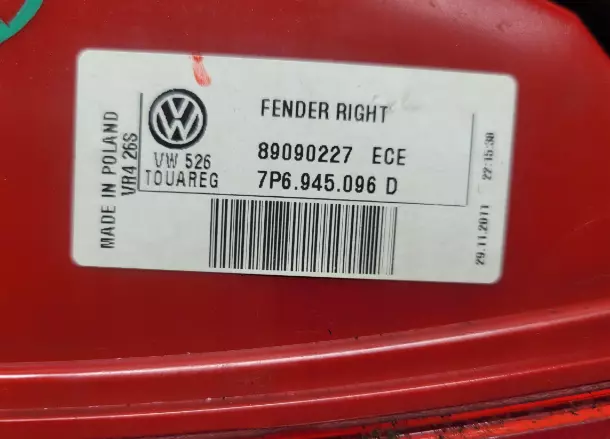 MADE IN POLAND
VR4 26S
VW
FENDER RIGHT
VW 526
TOUAREG
89090227 ECE
7P6.945.096 D
29.11.2011 22:15:38